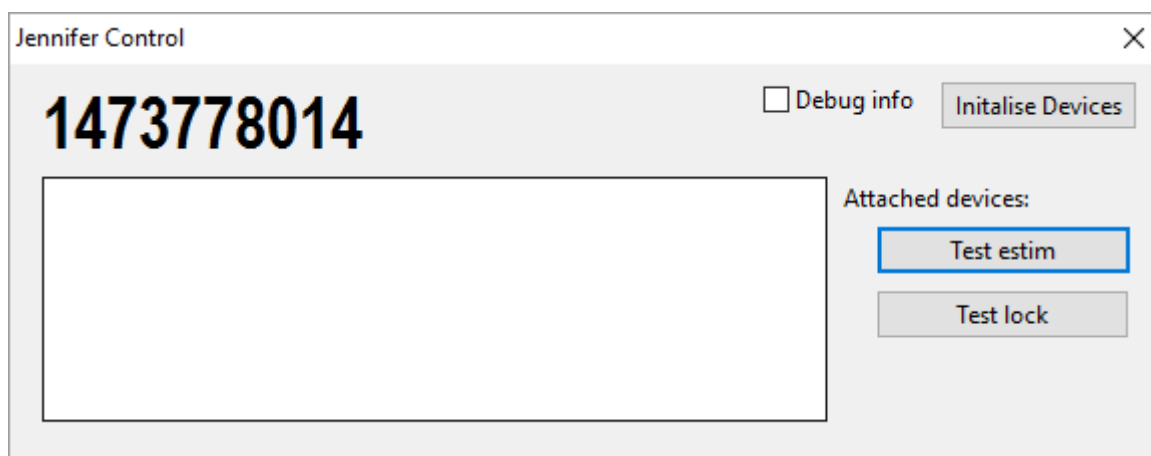 Jennifer Control
1473778014
Debug info
Initalise Devices
Attached devices:
Test estim
Test lock